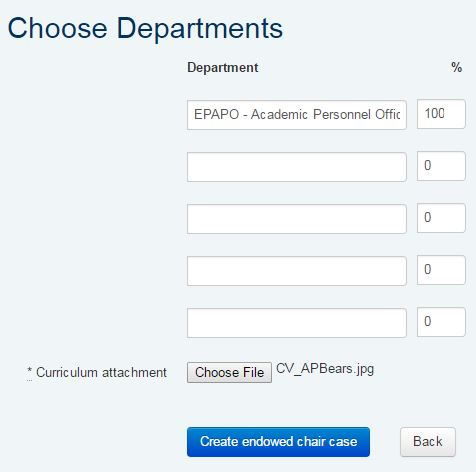 Choose Departments
Department %
EPAPO - Academic Personnel Offic 100
0
0
0
0
* Curriculum attachment Choose File CV_APBears.jpg
Create endowed chair case Back